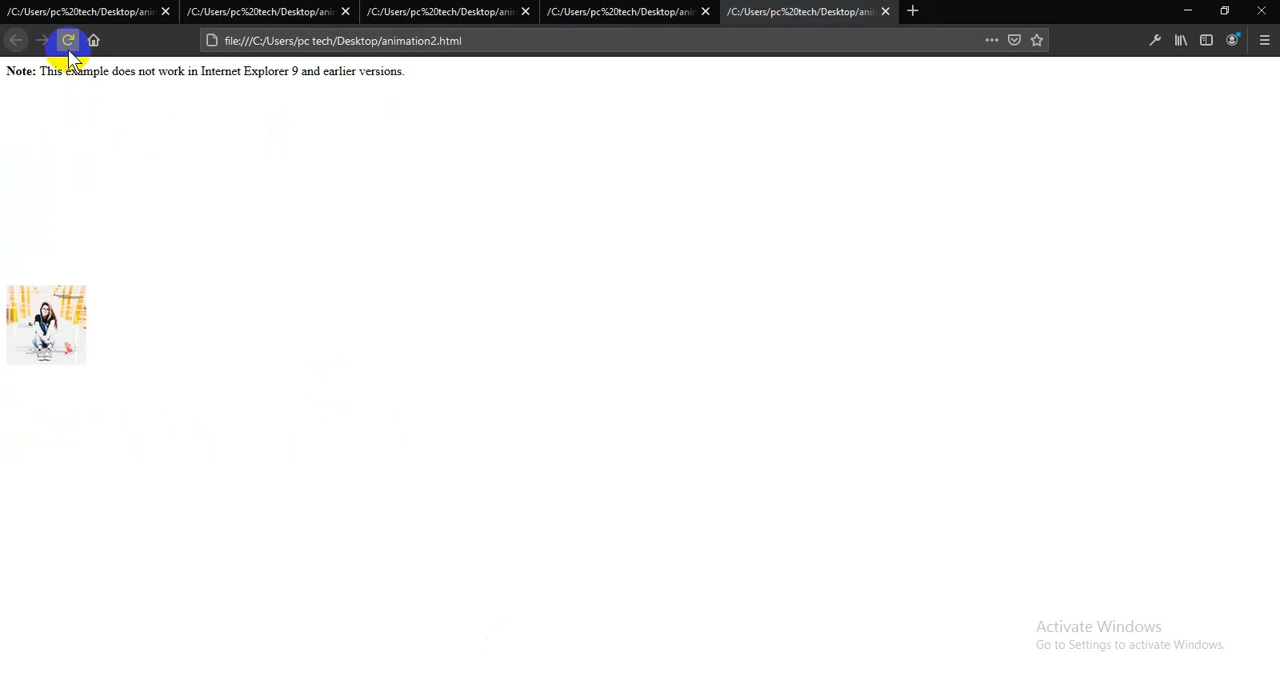 /C:/Users/pc%20tech/Desktop/ani
/C:/Users/pc%20tech/Desktop/ani
/C:/Users/pc%20tech/Desktop/ani
/C:/Users/pc%20tech/Desktop/ani
/C:/Users/pc%20tech/Desktop/ani
file:///C:/Users/pc tech/Desktop/animation2.html
Note: This example does not work in Internet Explorer 9 and earlier versions.
Activate Windows
Go to Settings to activate Windows.